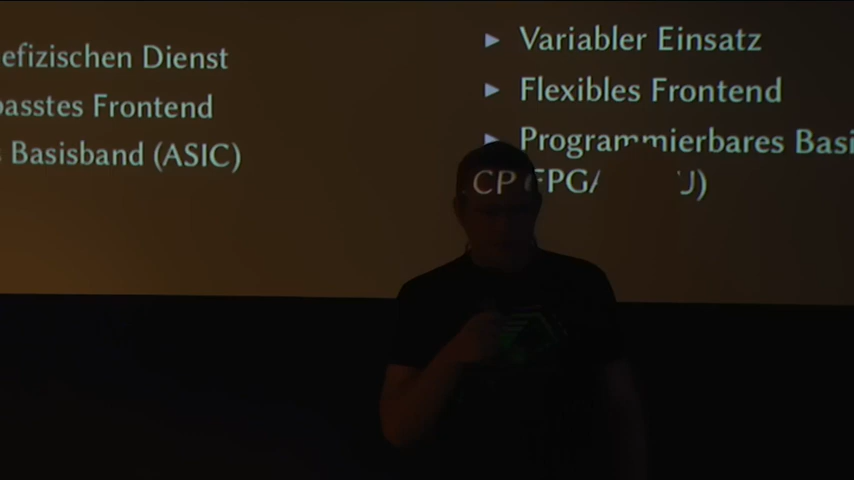 efizischen Dienst
passtes Frontend
s Basisband (ASIC)
Variabler Einsatz
Flexibles Frontend
Programmierbares Basi